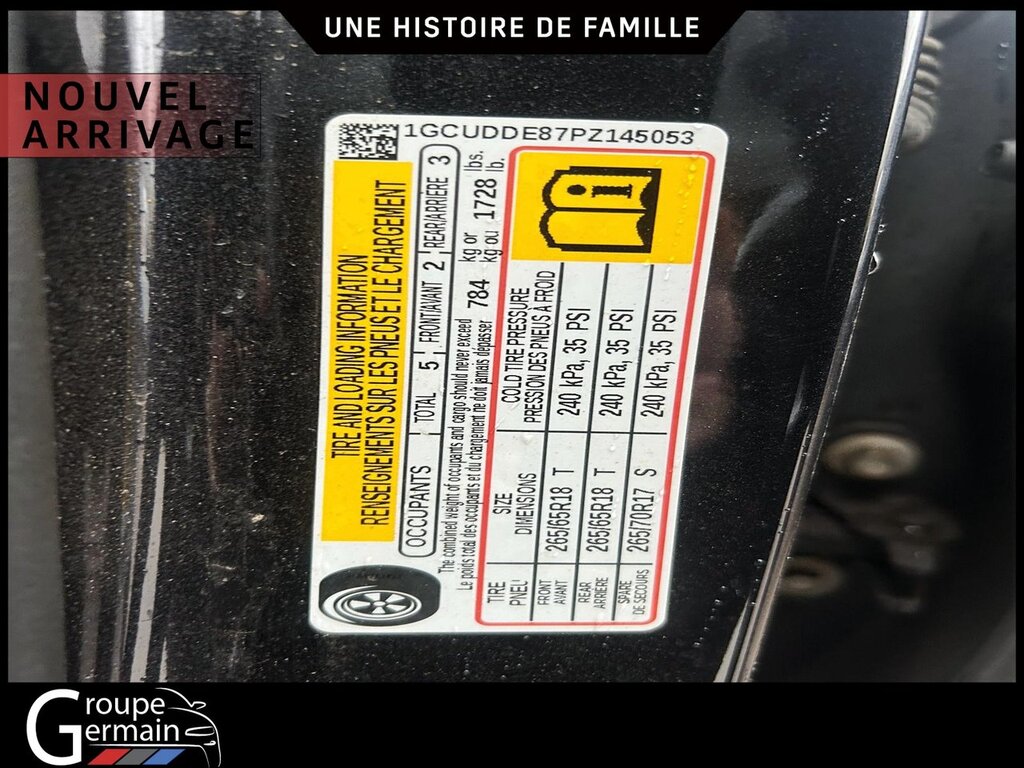 UNE HISTOIRE DE FAMILLE
NOUVEL
ARRIVAGE
1GCUDDE87PZ145053
TIRE AND LOADING INFORMATION
RENSEIGNEMENTS SUR LES PNEUS ET LE CHARGEMENT
OCCUPANTS TOTAL 5 FRONT/AVANT 2 REAR/ARRIÈRE 3
The combined weight of occupants and cargo should never exceed 784 kg or 1728 lbs.
Le poids total des occupants et du chargement ne doit jamais dépasser kg ou lb.
TIRE SIZE COLD TIRE PRESSURE
PNEU DIMENSIONS PRESSION DES PNEUS À FROID
FRONT
AVANT 265/65R18 T 240 kPa, 35 PSI
REAR
ARRIÈRE 265/65R18 T 240 kPa, 35 PSI
SPARE
DE SECOURS 265/70R17 S 240 kPa, 35 PSI
Groupe
Germain